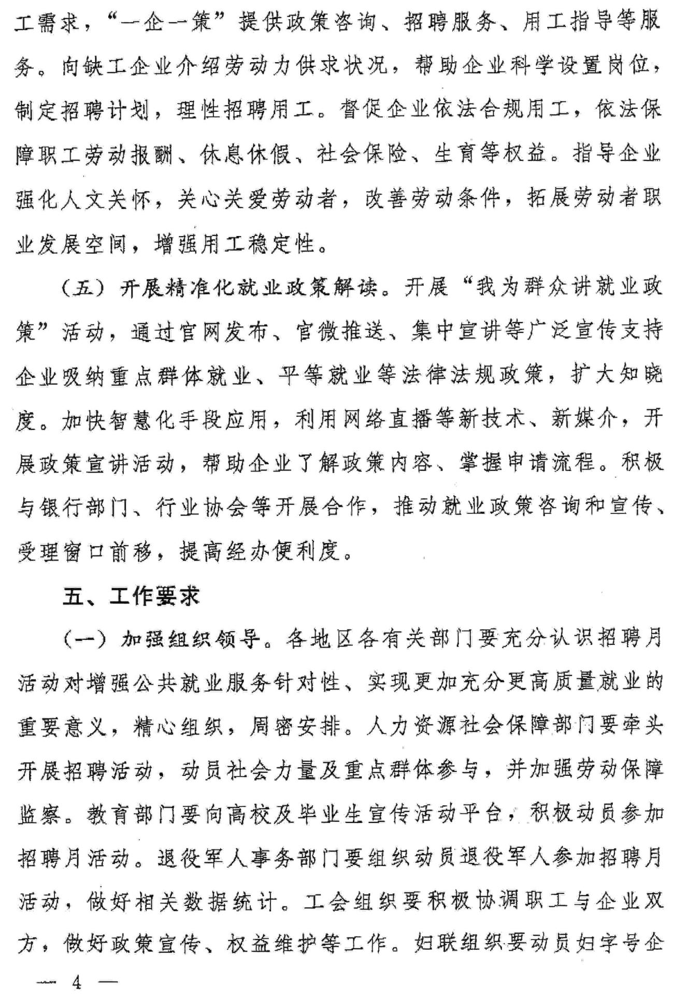 工需求，“一企一策”提供政策咨询、招聘服务、用工指导等服
务。向缺工企业介绍劳动力供求状况，帮助企业科学设置岗位，
制定招聘计划，理性招聘用工。督促企业依法合规用工，依法保
障职工劳动报酬、休息休假、社会保险、生育等权益。指导企业
强化人文关怀，关心关爱劳动者，改善劳动条件，拓展劳动者职
业发展空间，增强用工稳定性。
（五）开展精准化就业政策解读。开展“我为群众讲就业政
策”活动，通过官网发布、官微推送、集中宣讲等广泛宣传支持
企业吸纳重点群体就业、平等就业等法律法规政策，扩大知晓
度。加快智慧化手段应用，利用网络直播等新技术、新媒介，开
展政策宣讲活动，帮助企业了解政策内容、掌握申请流程。积极
与银行部门、行业协会等开展合作，推动就业政策咨询和宣传、
受理窗口前移，提高经办便利度。
五、工作要求
（一）加强组织领导。各地区各有关部门要充分认识招聘月
活动对增强公共就业服务针对性、实现更加充分更高质量就业的
重要意义，精心组织，周密安排。人力资源社会保障部门要牵头
开展招聘活动，动员社会力量及重点群体参与，并加强劳动保障
监察。教育部门要向高校及毕业生宣传活动平台，积极动员参加
招聘月活动。退役军人事务部门要组织动员退役军人参加招聘月
活动，做好相关数据统计。工会组织要积极协调职工与企业双
方，做好政策宣传、权益维护等工作。妇联组织要动员妇字号企
— 4 —